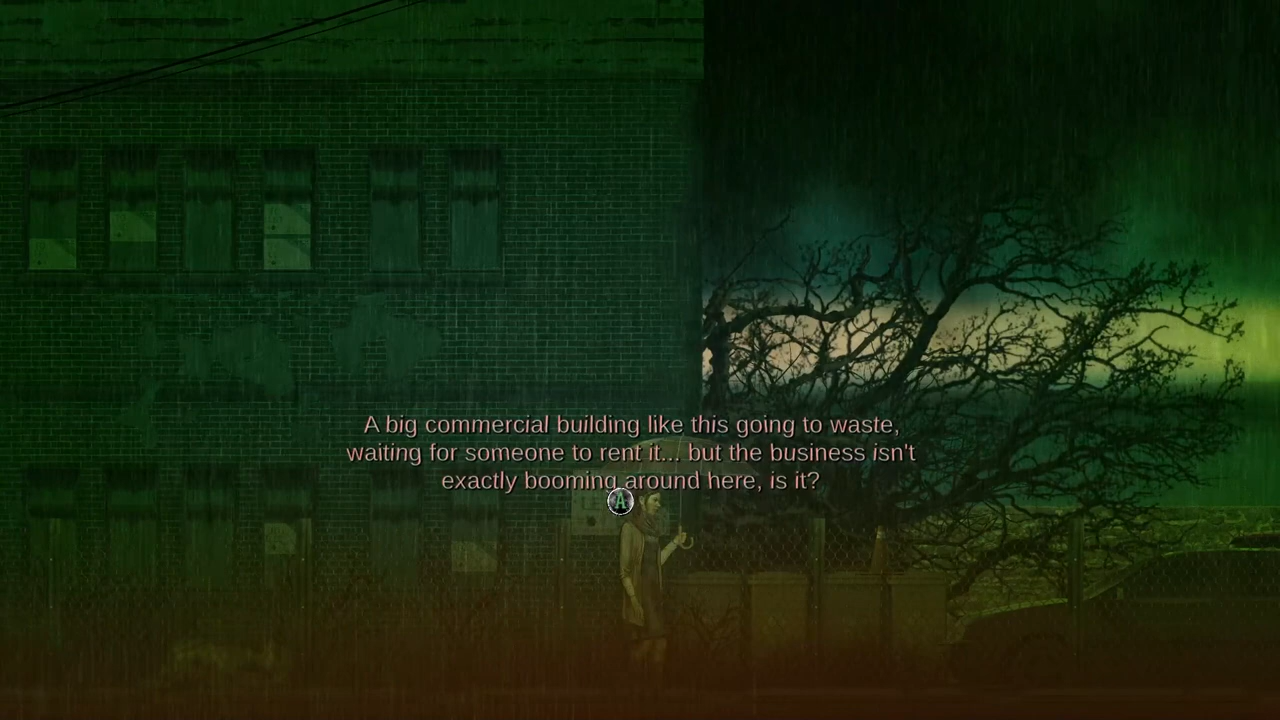 A big commercial building like this going to waste,
waiting for someone to rent it... but the business isn't
exactly booming around here, is it?
A